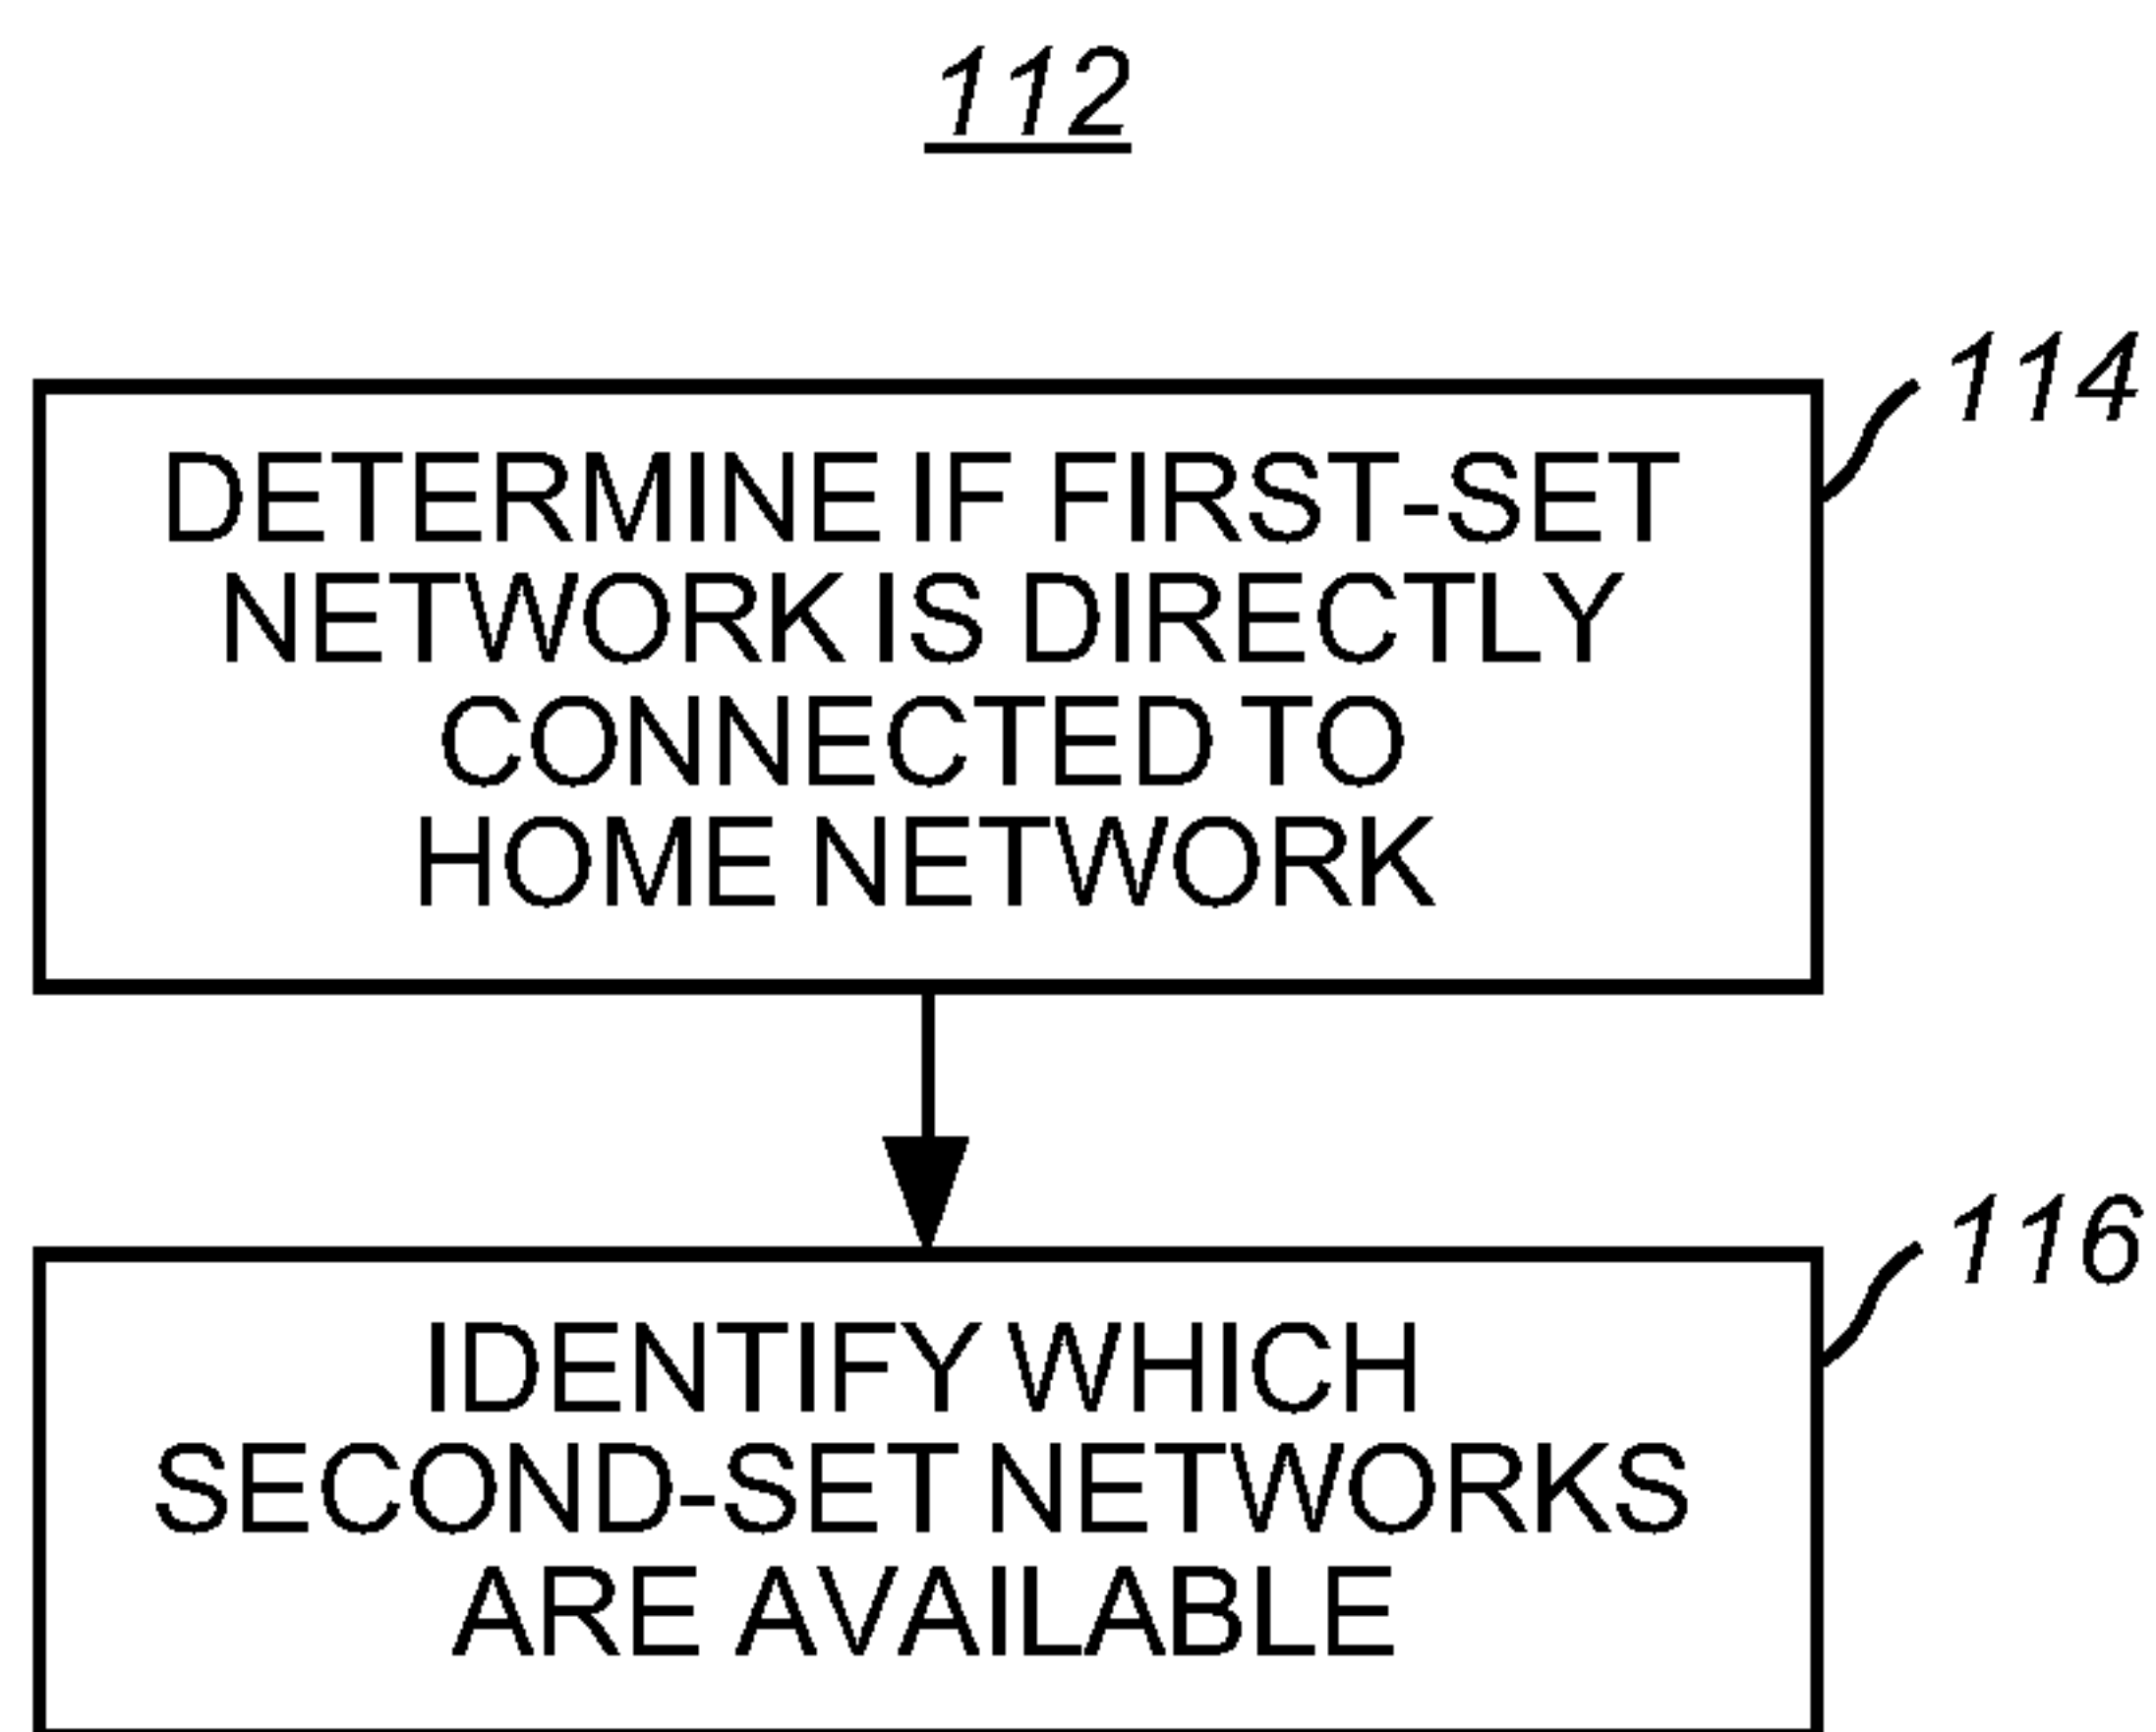 112
114
DETERMINE IF FIRST-SET
NETWORK IS DIRECTLY
CONNECTED TO
HOME NETWORK
116
IDENTIFY WHICH
SECOND-SET NETWORKS
ARE AVAILABLE